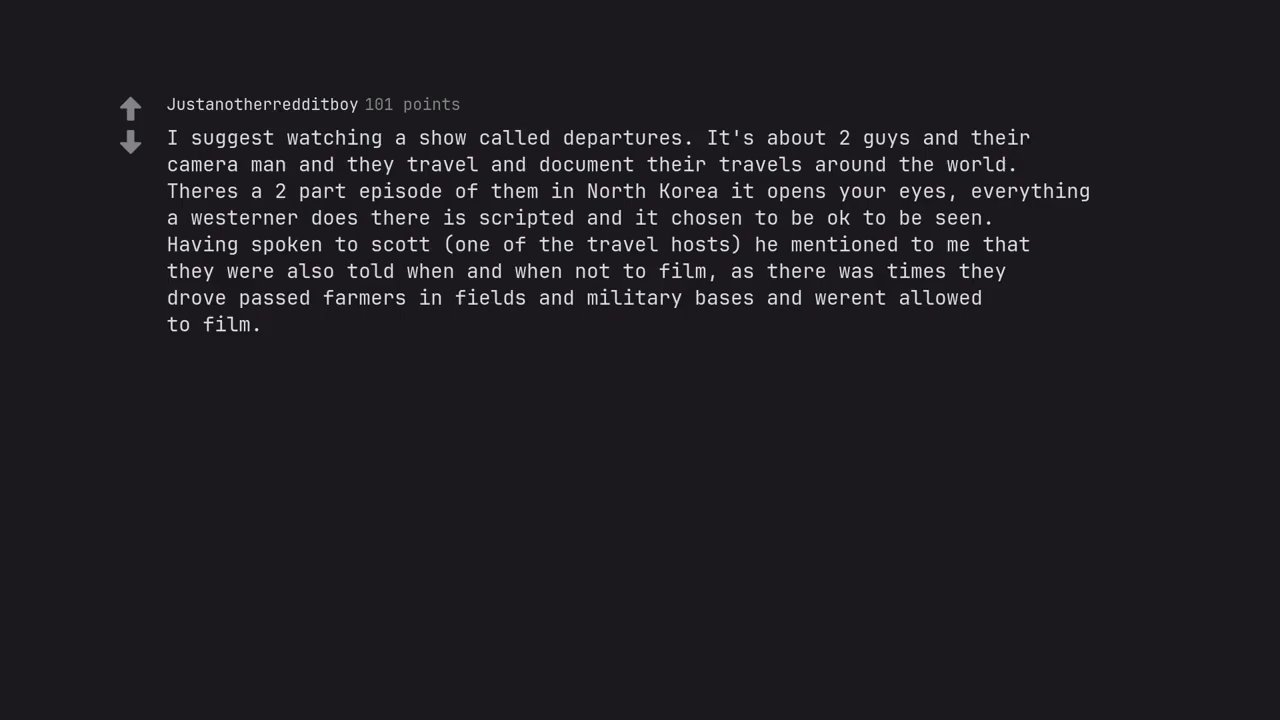 Justanotherredditboy 101 points
I suggest watching a show called departures. It's about 2 guys and their
camera man and they travel and document their travels around the world.
Theres a 2 part episode of them in North Korea it opens your eyes, everything
a westerner does there is scripted and it chosen to be ok to be seen.
Having spoken to scott (one of the travel hosts) he mentioned to me that
they were also told when and when not to film, as there was times they
drove passed farmers in fields and military bases and werent allowed
to film.